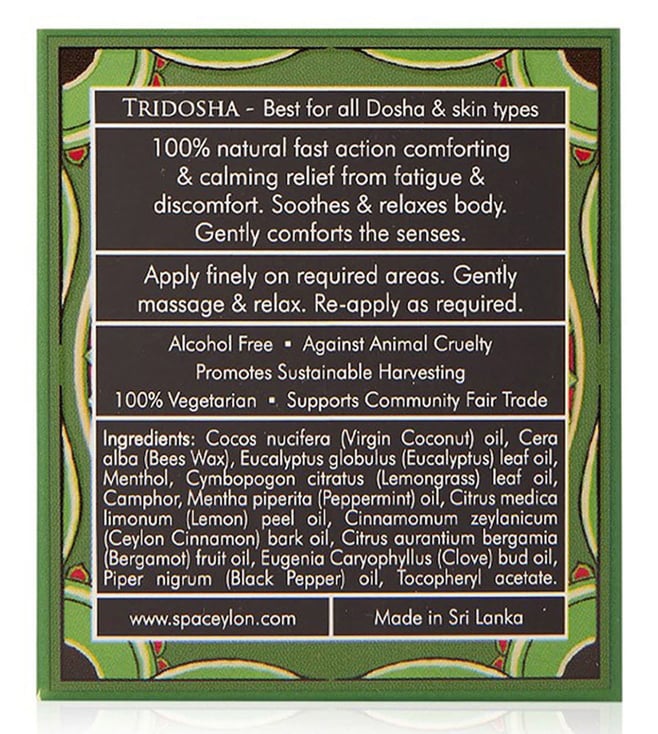 TRIDOSHA - Best for all Dosha & skin types
100% natural fast action comforting
& calming relief from fatigue &
discomfort. Soothes & relaxes body.
Gently comforts the senses.
Apply finely on required areas. Gently
massage & relax. Re-apply as required.
Alcohol Free ▪ Against Animal Cruelty
Promotes Sustainable Harvesting
100% Vegetarian ▪ Supports Community Fair Trade
Ingredients: Cocos nucifera (Virgin Coconut) oil, Cera
alba (Bees Wax), Eucalyptus globulus (Eucalyptus) leaf oil,
Menthol, Cymbopogon citratus (Lemongrass) leaf oil,
Camphor, Mentha piperita (Peppermint) oil, Citrus medica
limonum (Lemon) peel oil, Cinnamomum zeylanicum
(Ceylon Cinnamon) bark oil, Citrus aurantium bergamia
(Bergamot) fruit oil, Eugenia Caryophyllus (Clove) bud oil,
Piper nigrum (Black Pepper) oil, Tocopheryl acetate.
www.spaceylon.com
Made in Sri Lanka